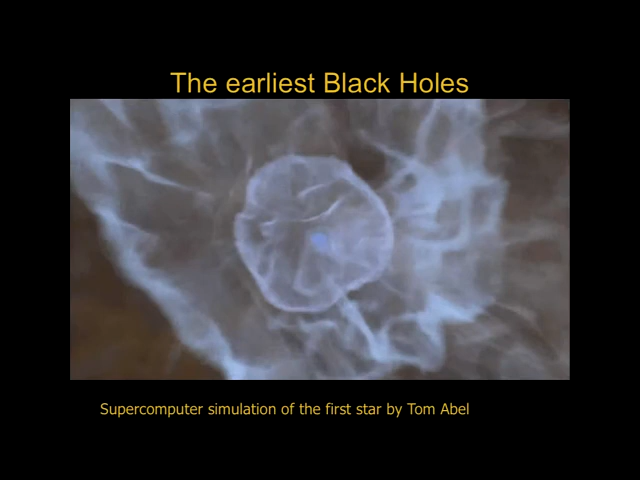 The earliest Black Holes
Supercomputer simulation of the first star by Tom Abel